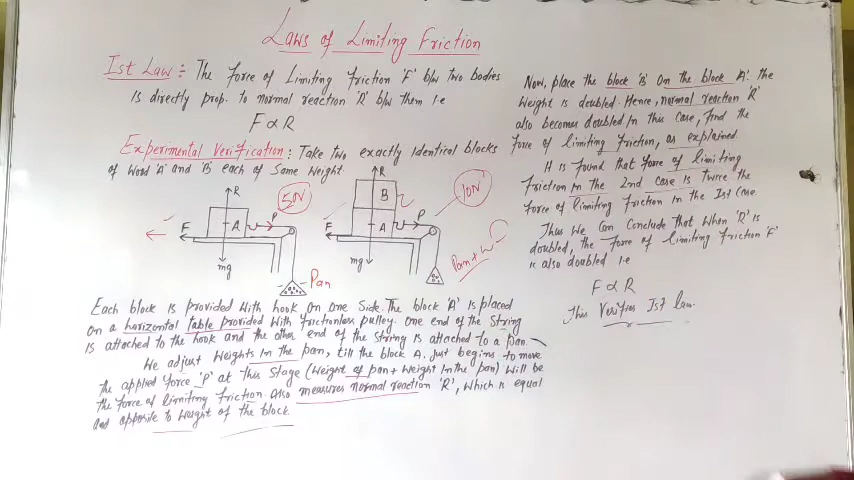 Laws of Limiting Friction
Ist Law :- The force of Limiting friction 'F' b/w two bodies
is directly prop. to normal reaction 'R' b/w them i.e
F ∝ R
Experimental Verification: Take two exactly identical blocks
of Wood 'A' and 'B' each of Same Weight.
R
5N
A
P
F
mg
Pan
R
10N
B
A
P
F
mg
Pan + W
Each block is provided with hook on one side. The block 'A' is placed
on a horizontal Table provided with frictionless pulley. One end of the String
is attached to the hook and the other end of the String is attached to a pan.
We adjust Weights in the pan, till the block A. Just begins to move
the applied force 'P' at this stage (weight of pan + Weight in the pan) will be
the force of limiting friction. Also measures normal reaction 'R', which is equal
and opposite to weight of the block.
Now, place the block 'B' on the block 'A'. The
Weight is doubled. Hence, normal reaction 'R'
also becomes doubled. In this case, find the
force of limiting friction, as explained.
It is found that force of limiting
friction in the 2nd case is twice the
force of limiting friction in the Ist Case.
Thus we can conclude that when 'R' is
doubled, the force of limiting friction 'F'
is also doubled i.e
F ∝ R
This Verifies Ist law.